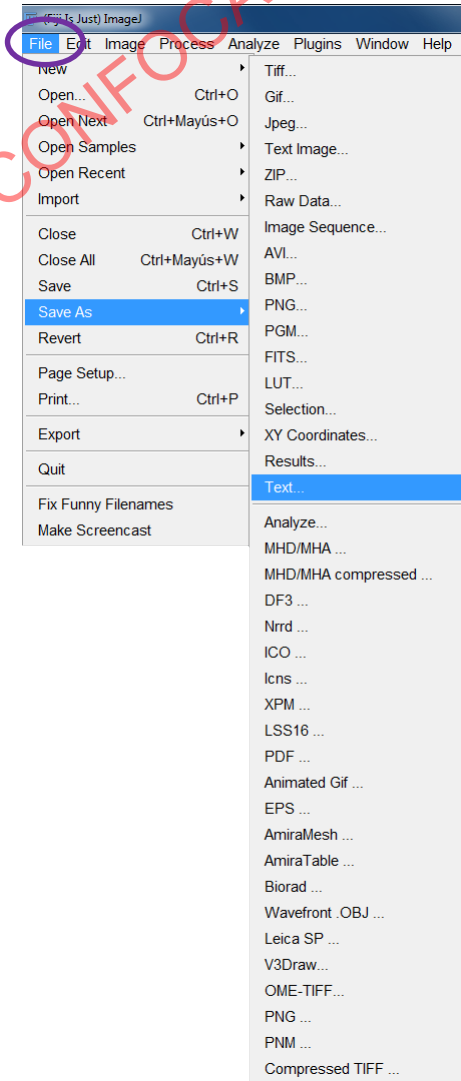 (Fiji Is Just) ImageJ
File Edit Image Process Analyze Plugins Window Help
New
Open... Ctrl+O
Open Next Ctrl+Mayús+O
Open Samples
Open Recent
Import
Close Ctrl+W
Close All Ctrl+Mayús+W
Save Ctrl+S
Save As
Revert Ctrl+R
Page Setup...
Print... Ctrl+P
Export
Quit
Fix Funny Filenames
Make Screencast
Tiff...
Gif...
Jpeg...
Text Image...
ZIP...
Raw Data...
Image Sequence...
AVI...
BMP...
PNG...
PGM...
FITS...
LUT...
Selection...
XY Coordinates...
Results...
Text...
Analyze...
MHD/MHA ...
MHD/MHA compressed ...
DF3 ...
Nrrd ...
ICO ...
Icns ...
XPM ...
LSS16 ...
PDF ...
Animated Gif ...
EPS ...
AmiraMesh ...
AmiraTable ...
Biorad ...
Wavefront .OBJ ...
Leica SP ...
V3Draw...
OME-TIFF...
PNG ...
PNM ...
Compressed TIFF ...